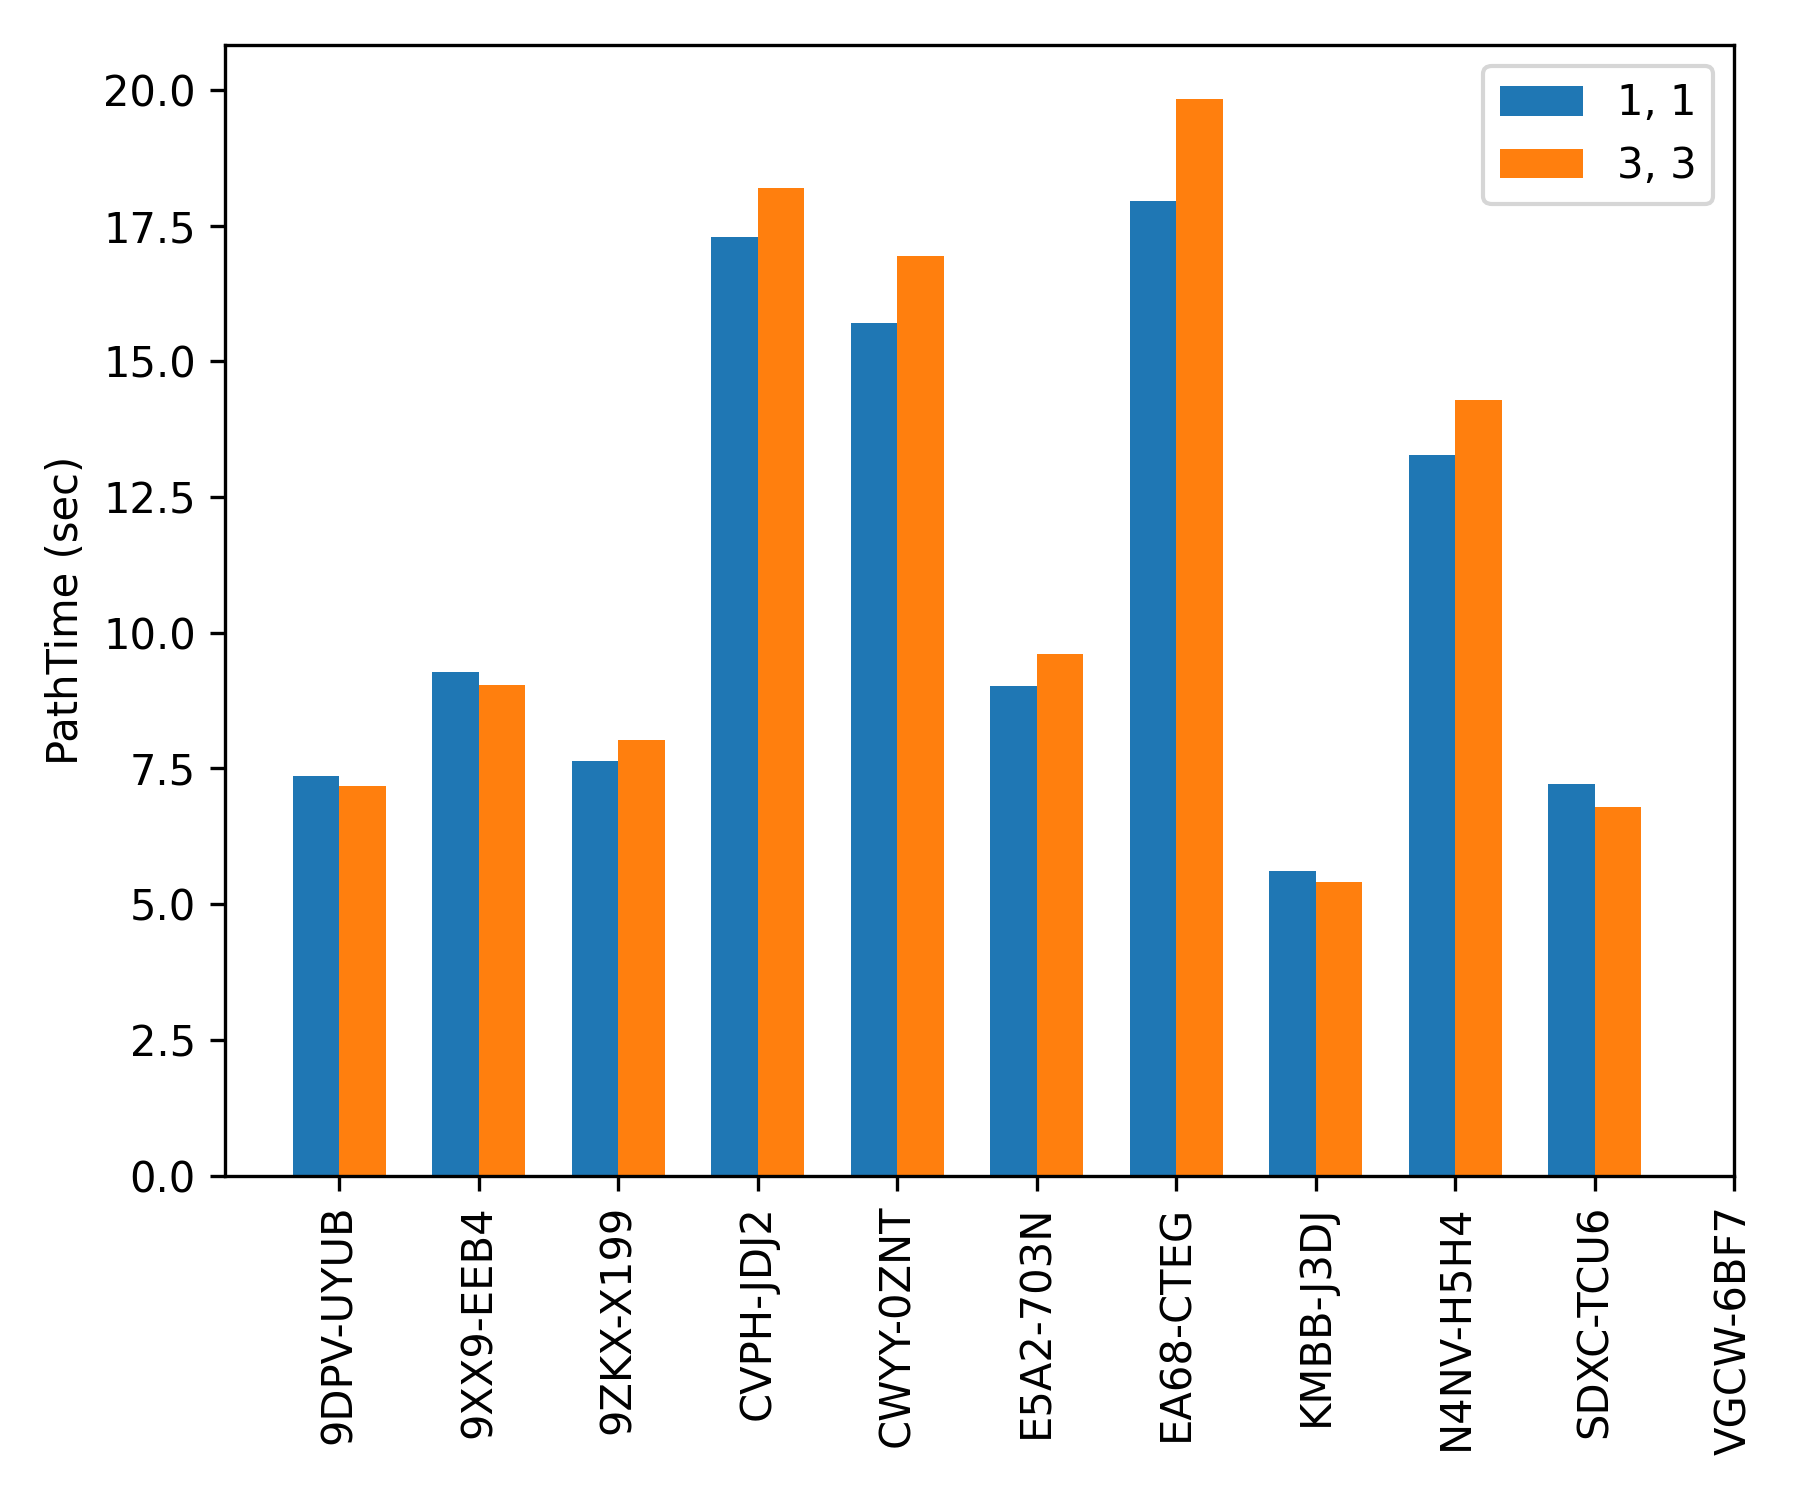 20.0
17.5
15.0
12.5
10.0
7.5
5.0
2.5
0.0
PathTime (sec)
1, 1
3, 3
9DPV-UYUB
9XX9-EEB4
9ZKX-X199
CVPH-JDJ2
CWYY-0ZNT
E5A2-703N
EA68-CTEG
KMBB-J3DJ
N4NV-H5H4
SDXC-TCU6
VGCW-6BF7